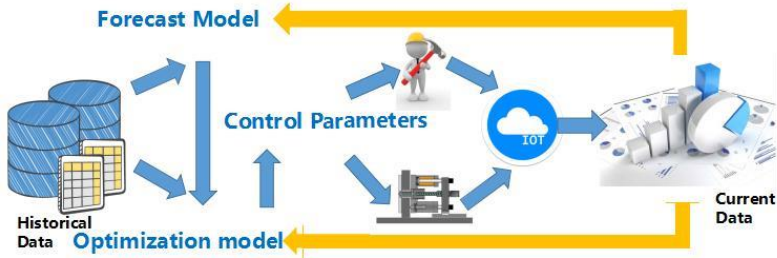 Forecast Model
Control Parameters
IOT
Historical
Data
Current
Data
Optimization model